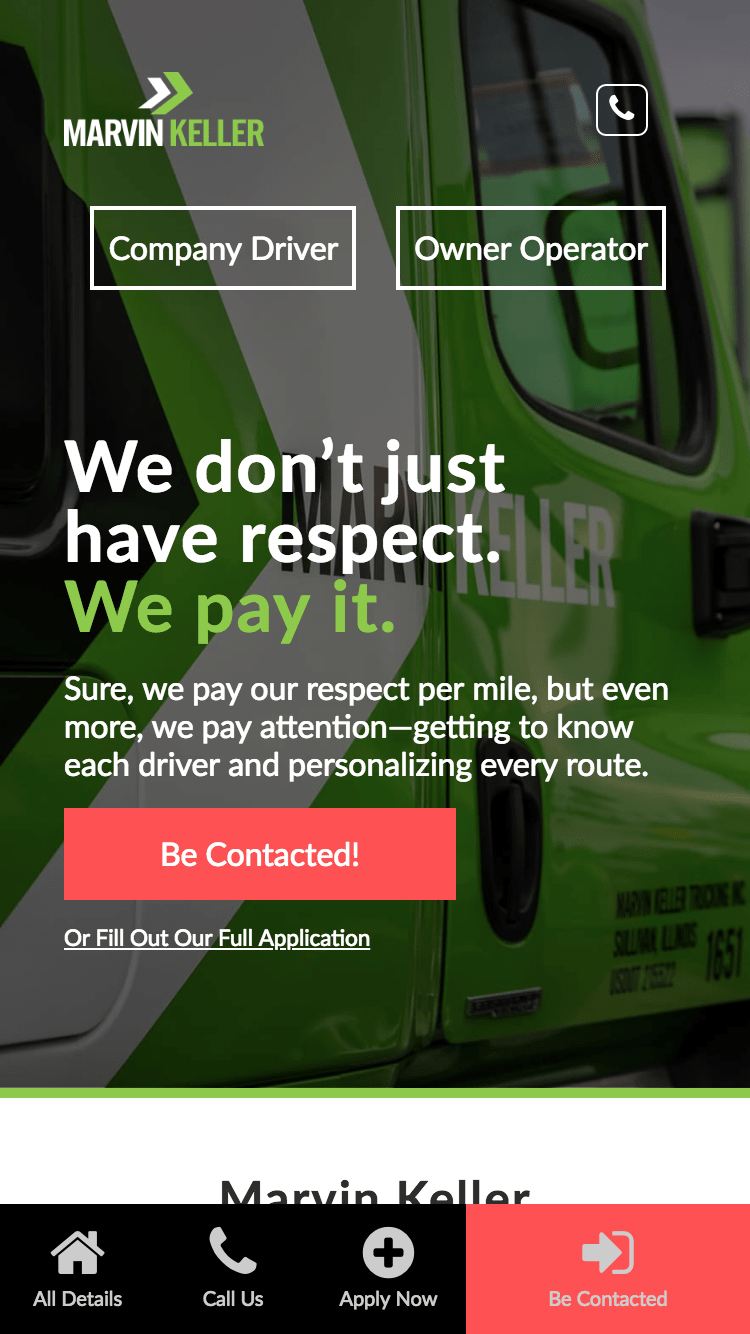 MARVIN KELLER
Company Driver
Owner Operator
We don’t just
have respect.
We pay it.
MARVIN KELLER
Sure, we pay our respect per mile, but even
more, we pay attention—getting to know
each driver and personalizing every route.
Be Contacted!
MARVIN KELLER TRUCKING INC.
SULLIVAN, ILLINOIS
1651
USDOT 215522
Or Fill Out Our Full Application
Marvin Keller
All Details
Call Us
Apply Now
Be Contacted